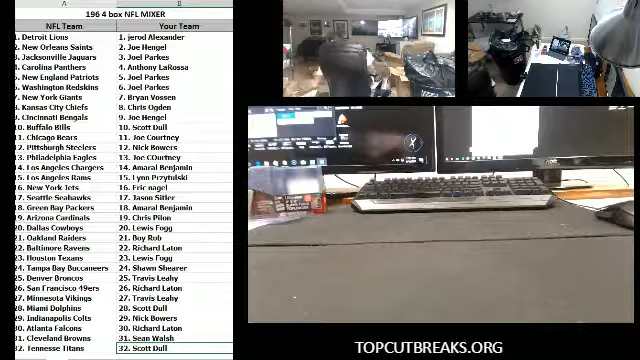 A B
196 4 box NFL MIXER
NFL Team Your Team
1. Detroit Lions 1. jerod Alexander
2. New Orleans Saints 2. Joe Hengel
3. Jacksonville Jaguars 3. Joel Parkes
4. Carolina Panthers 4. Anthony LaRossa
5. New England Patriots 5. Joel Parkes
6. Washington Redskins 6. Joel Parkes
7. New York Giants 7. Bryan Vossen
8. Kansas City Chiefs 8. Chris Ogden
9. Cincinnati Bengals 9. Joe Hengel
10. Buffalo Bills 10. Scott Dull
11. Chicago Bears 11. Joe Courtney
12. Pittsburgh Steelers 12. Nick Bowers
13. Philadelphia Eagles 13. Joe COurtney
14. Los Angeles Chargers 14. Amaral Benjamin
15. Los Angeles Rams 15. Lynn Przytulski
16. New York Jets 16. Eric nagel
17. Seattle Seahawks 17. Jason Sitler
18. Green Bay Packers 18. Amaral Benjamin
19. Arizona Cardinals 19. Chris Pilon
20. Dallas Cowboys 20. Lewis Fogg
21. Oakland Raiders 21. Boy Rob
22. Baltimore Ravens 22. Richard Laton
23. Houston Texans 23. Lewis Fogg
24. Tampa Bay Buccaneers 24. Shawn Shearer
25. Denver Broncos 25. Travis Leahy
26. San Francisco 49ers 26. Richard Laton
27. Minnesota Vikings 27. Travis Leahy
28. Miami Dolphins 28. Scott Dull
29. Indianapolis Colts 29. Nick Bowers
30. Atlanta Falcons 30. Richard Laton
31. Cleveland Browns 31. Sean Walsh
32. Tennesse Titans 32. Scott Dull
TOPCUTBREAKS.ORG